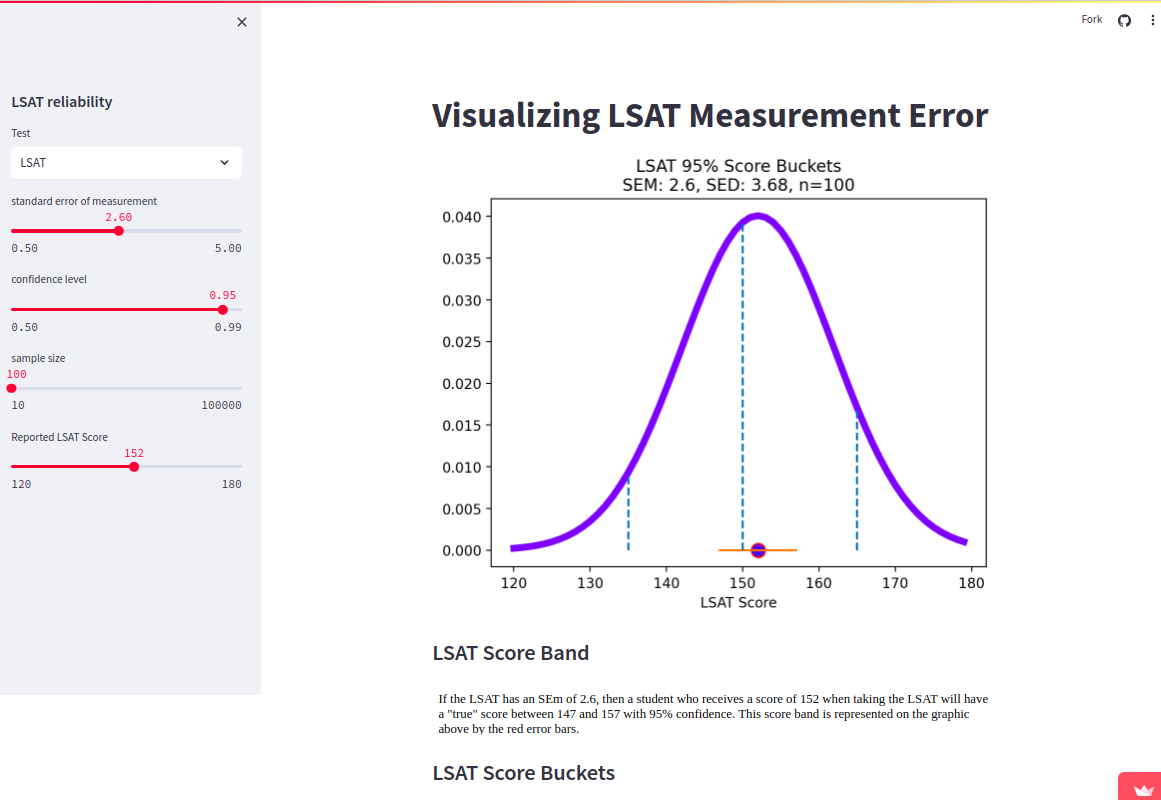 Fork
LSAT reliability
Test
LSAT
standard error of measurement
2.60
0.50 5.00
confidence level
0.95
0.50 0.99
sample size
100
10 100000
Reported LSAT Score
152
120 180
Visualizing LSAT Measurement Error
LSAT 95% Score Buckets
SEM: 2.6, SED: 3.68, n=100
0.040
0.035
0.030
0.025
0.020
0.015
0.010
0.005
0.000
120 130 140 150 160 170 180
LSAT Score
LSAT Score Band
If the LSAT has an SEm of 2.6, then a student who receives a score of 152 when taking the LSAT will have
a "true" score between 147 and 157 with 95% confidence. This score band is represented on the graphic
above by the red error bars.
LSAT Score Buckets